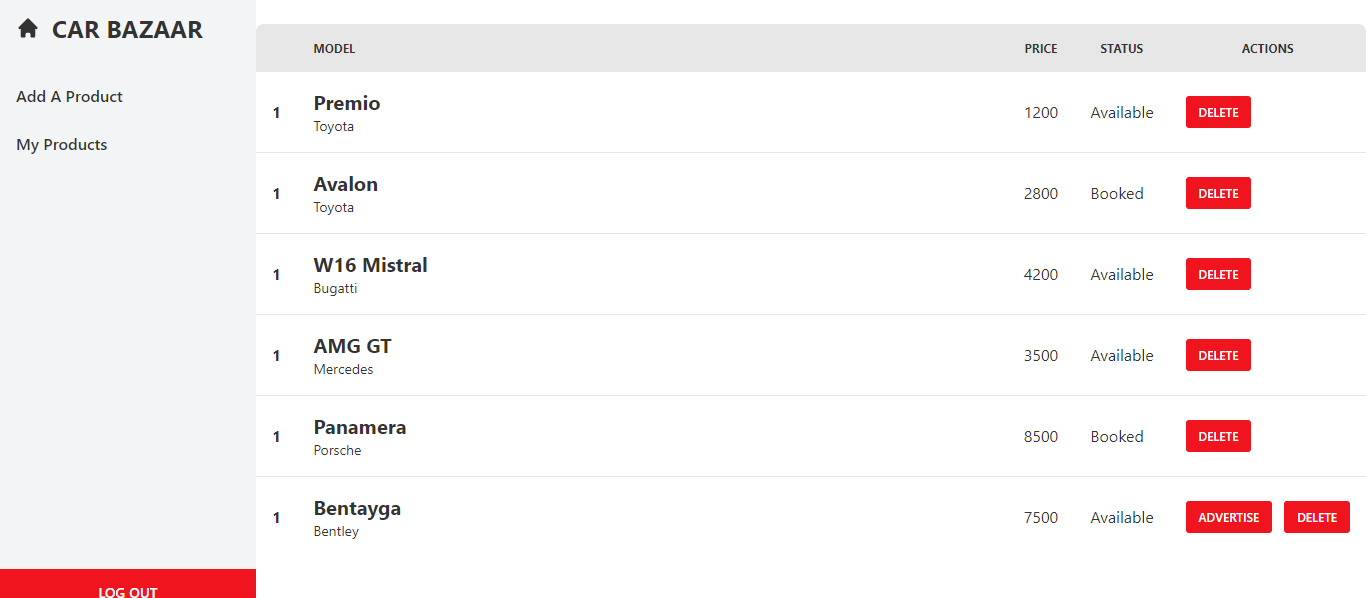 CAR BAZAAR
Add A Product
My Products
LOG OUT
MODEL PRICE STATUS ACTIONS
1 Premio 1200 Available DELETE
Toyota
1 Avalon 2800 Booked DELETE
Toyota
1 W16 Mistral 4200 Available DELETE
Bugatti
1 AMG GT 3500 Available DELETE
Mercedes
1 Panamera 8500 Booked DELETE
Porsche
1 Bentayga 7500 Available ADVERTISE DELETE
Bentley